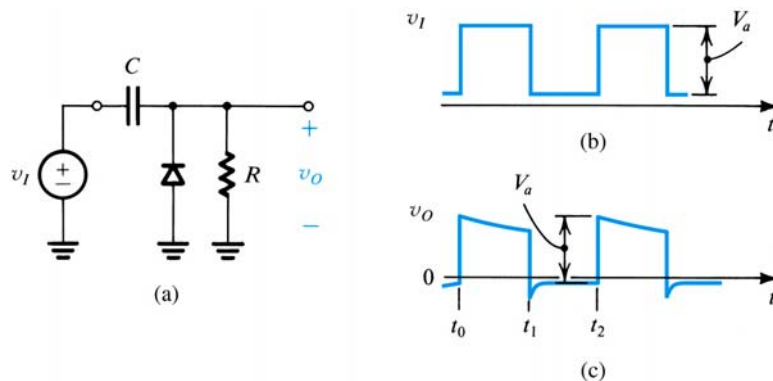 C
v_I
+
−
R
+
v_O
−
(a)
v_I
V_a
t
(b)
v_O
V_a
0
t
t_0
t_1
t_2
(c)